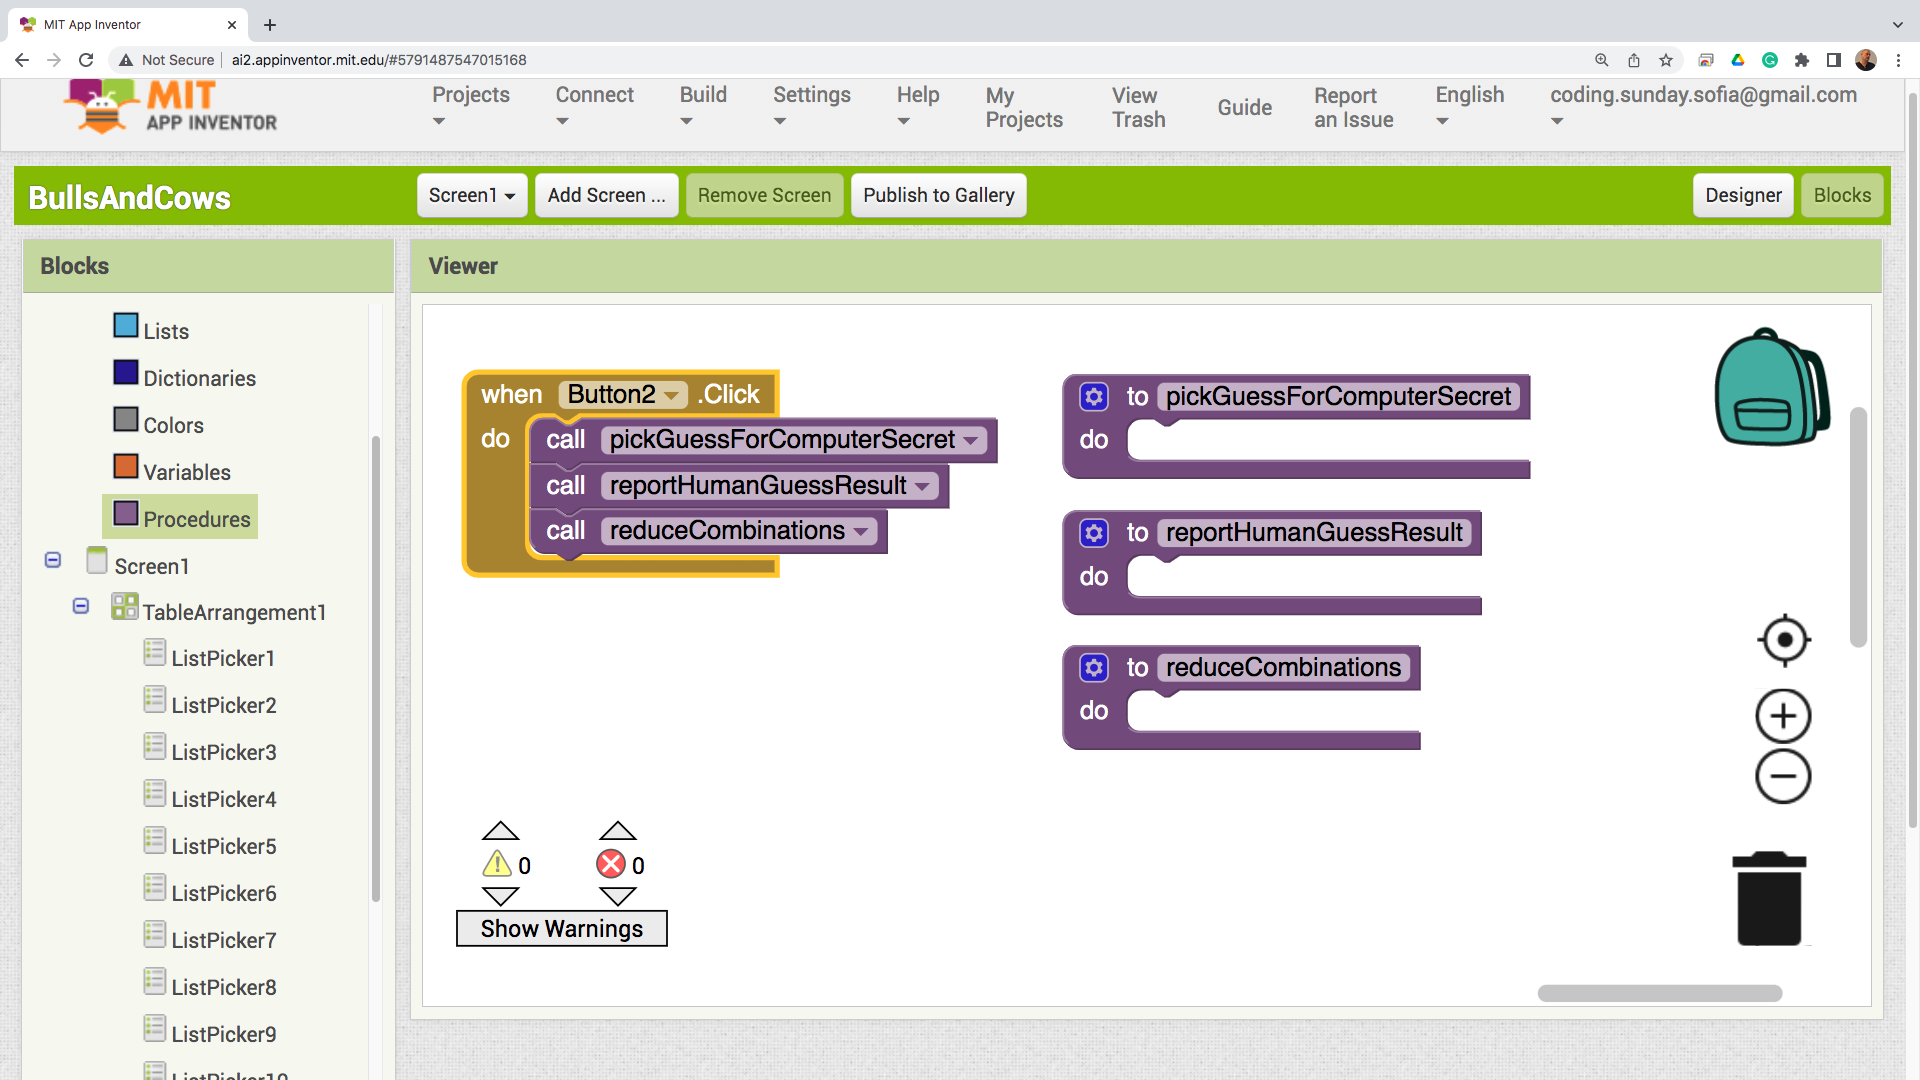 MIT App Inventor
Not Secure
ai2.appinventor.mit.edu/#5791487547015168
MIT
APP INVENTOR
Projects
Connect
Build
Settings
Help
My
Projects
View
Trash
Guide
Report
an Issue
English
coding.sunday.sofia@gmail.com
BullsAndCows
Screen1
Add Screen ...
Remove Screen
Publish to Gallery
Designer
Blocks
Blocks
Lists
Dictionaries
Colors
Variables
Procedures
Screen1
TableArrangement1
ListPicker1
ListPicker2
ListPicker3
ListPicker4
ListPicker5
ListPicker6
ListPicker7
ListPicker8
ListPicker9
ListPicker10
Viewer
when Button2 .Click
do call pickGuessForComputerSecret
call reportHumanGuessResult
call reduceCombinations
to pickGuessForComputerSecret
do
to reportHumanGuessResult
do
to reduceCombinations
do
0
0
Show Warnings